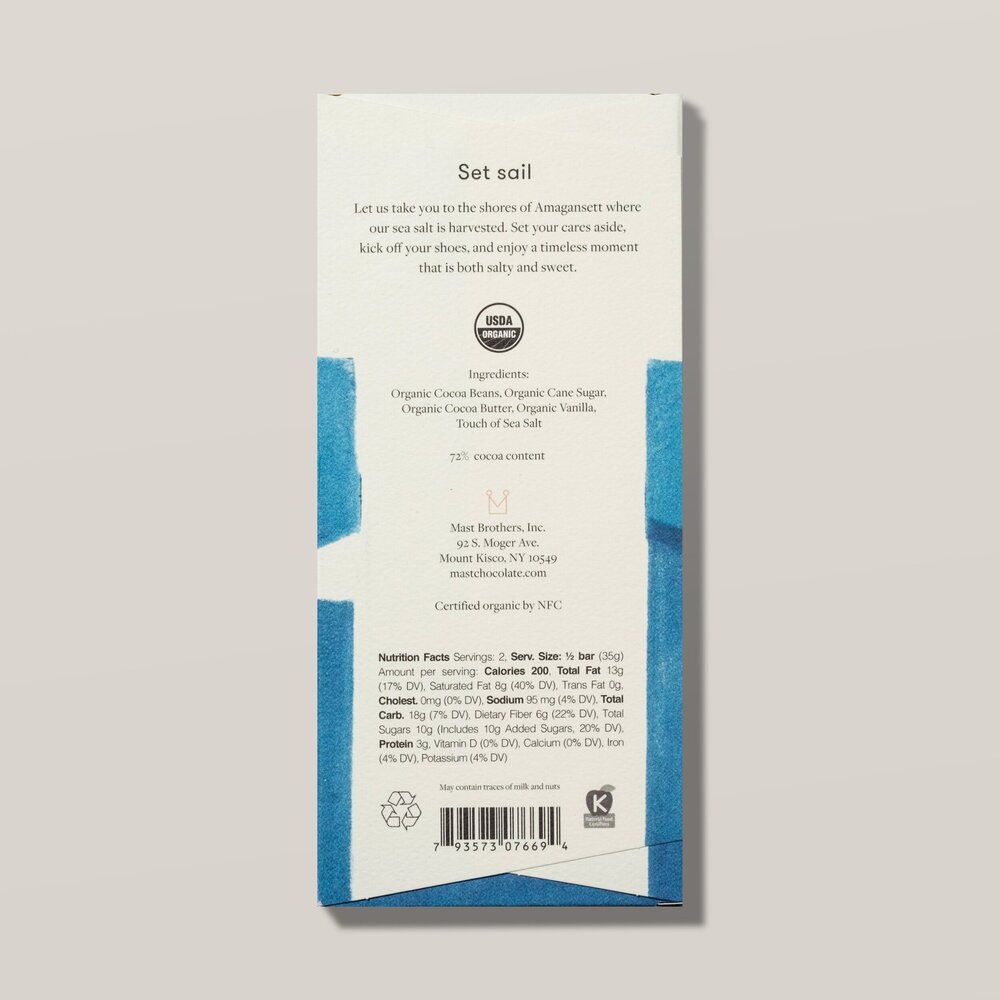 Set sail
Let us take you to the shores of Amagansett where
our sea salt is harvested. Set your cares aside,
kick off your shoes, and enjoy a timeless moment
that is both salty and sweet.
USDA
ORGANIC
Ingredients:
Organic Cocoa Beans, Organic Cane Sugar,
Organic Cocoa Butter, Organic Vanilla,
Touch of Sea Salt
72% cocoa content
Mast Brothers, Inc.
92 S. Moger Ave.
Mount Kisco, NY 10549
mastchocolate.com
Certified organic by NFC
Nutrition Facts Servings: 2, Serv. Size: ½ bar (35g)
Amount per serving: Calories 200, Total Fat 13g
(17% DV), Saturated Fat 8g (40% DV), Trans Fat 0g,
Cholest. 0mg (0% DV), Sodium 95 mg (4% DV), Total
Carb. 18g (7% DV), Dietary Fiber 6g (22% DV), Total
Sugars 10g (Includes 10g Added Sugars, 20% DV),
Protein 3g, Vitamin D (0% DV), Calcium (0% DV), Iron
(4% DV), Potassium (4% DV)
May contain traces of milk and nuts
K
Natural Food
Certifiers
7 93573 07669 4